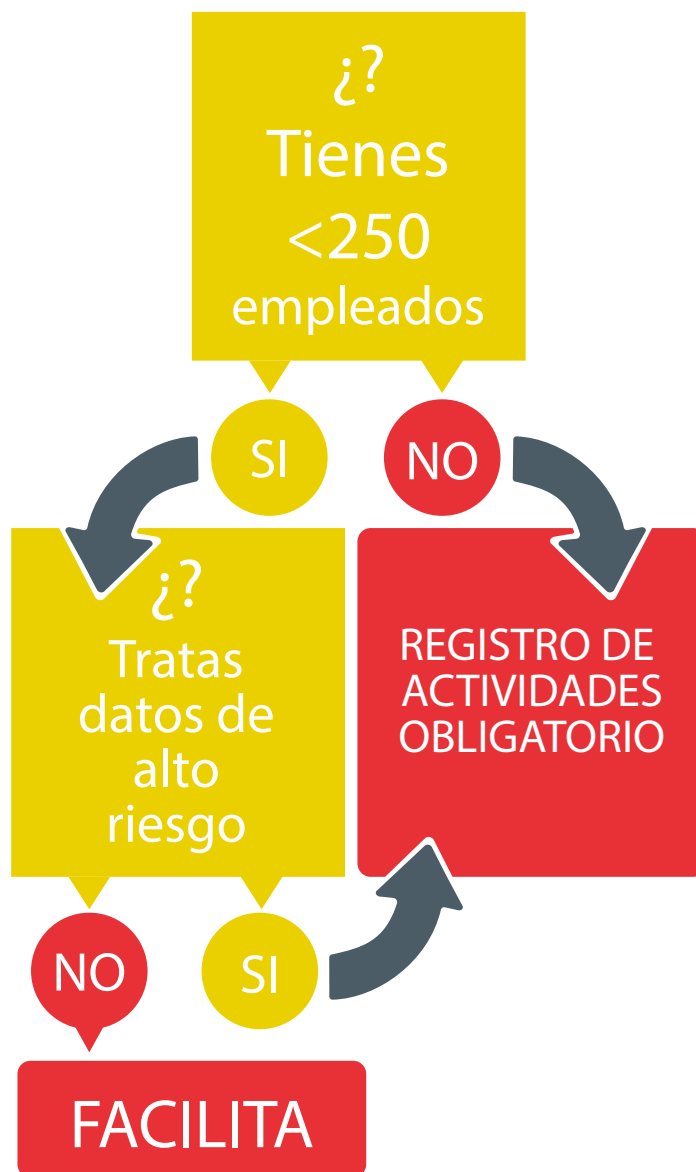 ¿?
Tienes
<250
empleados
SI
NO
¿?
Tratas
datos de
alto
riesgo
REGISTRO DE
ACTIVIDADES
OBLIGATORIO
NO
SI
FACILITA